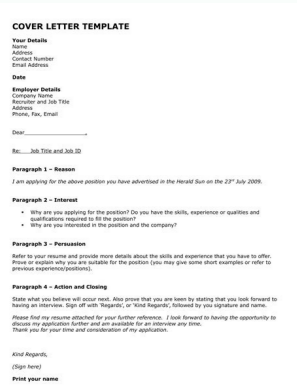 COVER LETTER TEMPLATE
Your Details
Name
Address
Contact Number
Email Address
Date
Employer Details
Company Name
Recruiter and Job Title
Address
Phone, Fax, Email
Dear__________________,
Re: Job Title and Job ID
Paragraph 1 – Reason
I am applying for the above position you have advertised in the Herald Sun on the 23rd July 2009.
Paragraph 2 – Interest
• Why are you applying for the position? Do you have the skills, experience or qualities and
qualifications required to fill the position?
• Why are you interested in the position and the company?
Paragraph 3 – Persuasion
Refer to your resume and provide more details about the skills and experience that you have to offer.
Prove or explain why you are suitable for the position (you may give some short examples or refer to
previous experience/positions).
Paragraph 4 – Action and Closing
State what you believe will occur next. Also prove that you are keen by stating that you look forward to
having an interview. Sign off with 'Regards', or 'Kind Regards', followed by you signature and name.
Please find my resume attached for your further reference. I look forward to having the opportunity to
discuss my application further and am available for an interview any time.
Thank you for your time and consideration of my application.
Kind Regards,
(Sign here)
Print your name